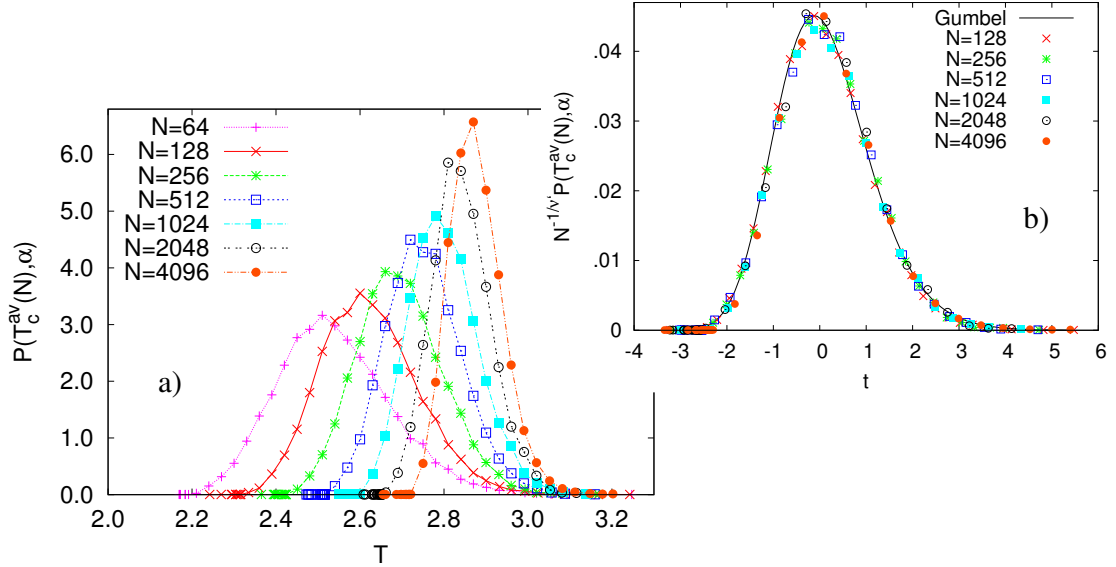 N=64
N=128
N=256
N=512
N=1024
N=2048
N=4096
6.0
5.0
4.0
3.0
2.0
1.0
0.0
P(T_c^av(N),α)
a)
2.0 2.2 2.4 2.6 2.8 3.0 3.2
T
Gumbel
N=128
N=256
N=512
N=1024
N=2048
N=4096
.04
.03
.02
.01
0
N^-1/ν' P(T_c^av(N),α)
b)
-4 -3 -2 -1 0 1 2 3 4 5 6
t